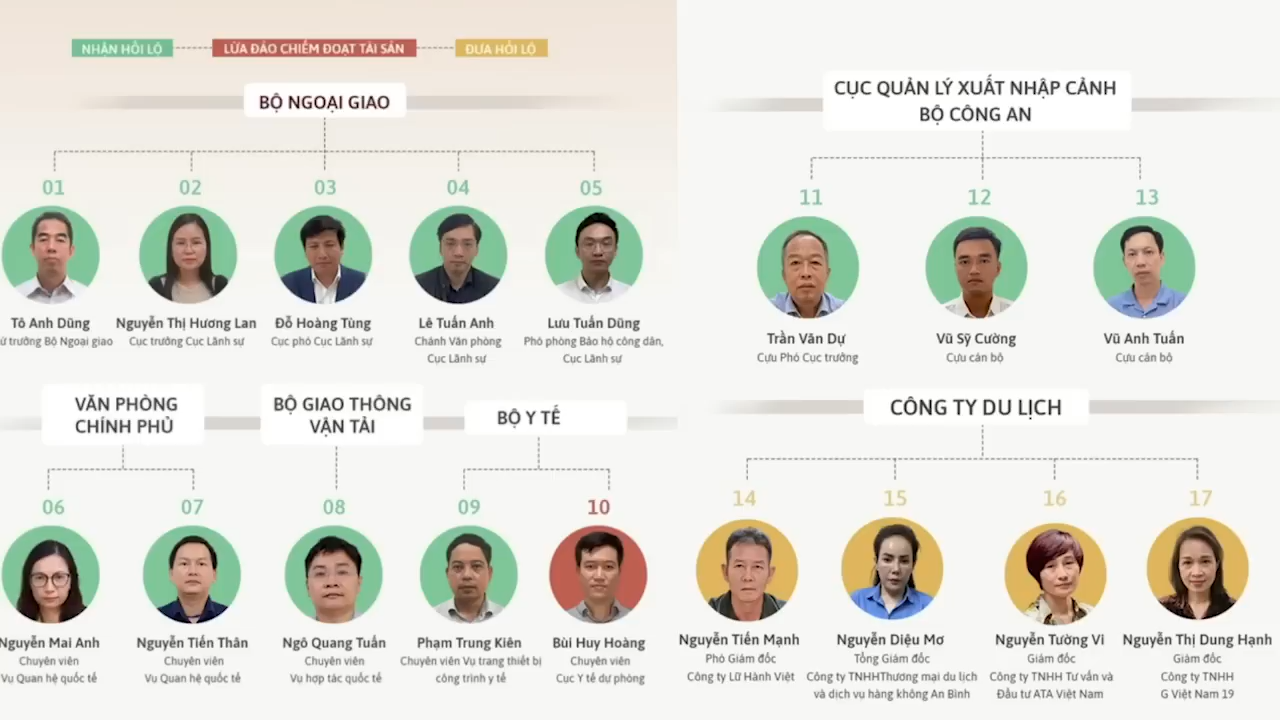 NHẬN HỐI LỘ
LỪA ĐẢO CHIẾM ĐOẠT TÀI SẢN
ĐƯA HỐI LỘ
BỘ NGOẠI GIAO
01
02
03
04
05
Tô Anh Dũng
Nguyễn Thị Hương Lan
Đỗ Hoàng Tùng
Lê Tuấn Anh
Lưu Tuấn Dũng
trưởng Bộ Ngoại giao
Cục trưởng Cục Lãnh sự
Cục phó Cục Lãnh sự
Chánh Văn phòng
Cục Lãnh sự
Phó phòng Bảo hộ công dân,
Cục Lãnh sự
VĂN PHÒNG
CHÍNH PHỦ
BỘ GIAO THÔNG
VẬN TẢI
BỘ Y TẾ
06
07
08
09
10
Nguyễn Mai Anh
Nguyễn Tiến Thân
Ngô Quang Tuấn
Phạm Trung Kiên
Bùi Huy Hoàng
Chuyên viên
Vụ Quan hệ quốc tế
Chuyên viên
Vụ Quan hệ quốc tế
Chuyên viên
Vụ hợp tác quốc tế
Chuyên viên Vụ trang thiết bị
công trình y tế
Chuyên viên
Cục Y tế dự phòng
CỤC QUẢN LÝ XUẤT NHẬP CẢNH
BỘ CÔNG AN
11
12
13
Trần Văn Dự
Vũ Sỹ Cường
Vũ Anh Tuấn
Cựu Phó Cục trưởng
Cựu cán bộ
Cựu cán bộ
CÔNG TY DU LỊCH
14
15
16
17
Nguyễn Tiến Mạnh
Nguyễn Diệu Mơ
Nguyễn Tường Vi
Nguyễn Thị Dung Hạnh
Phó Giám đốc
Công ty Lữ Hành Việt
Tổng Giám đốc
Công ty TNHHThương mại du lịch
và dịch vụ hàng không An Bình
Giám đốc
Công ty TNHH Tư vấn và
Đầu tư ATA Việt Nam
Giám đốc
Công ty TNHH
G Việt Nam 19